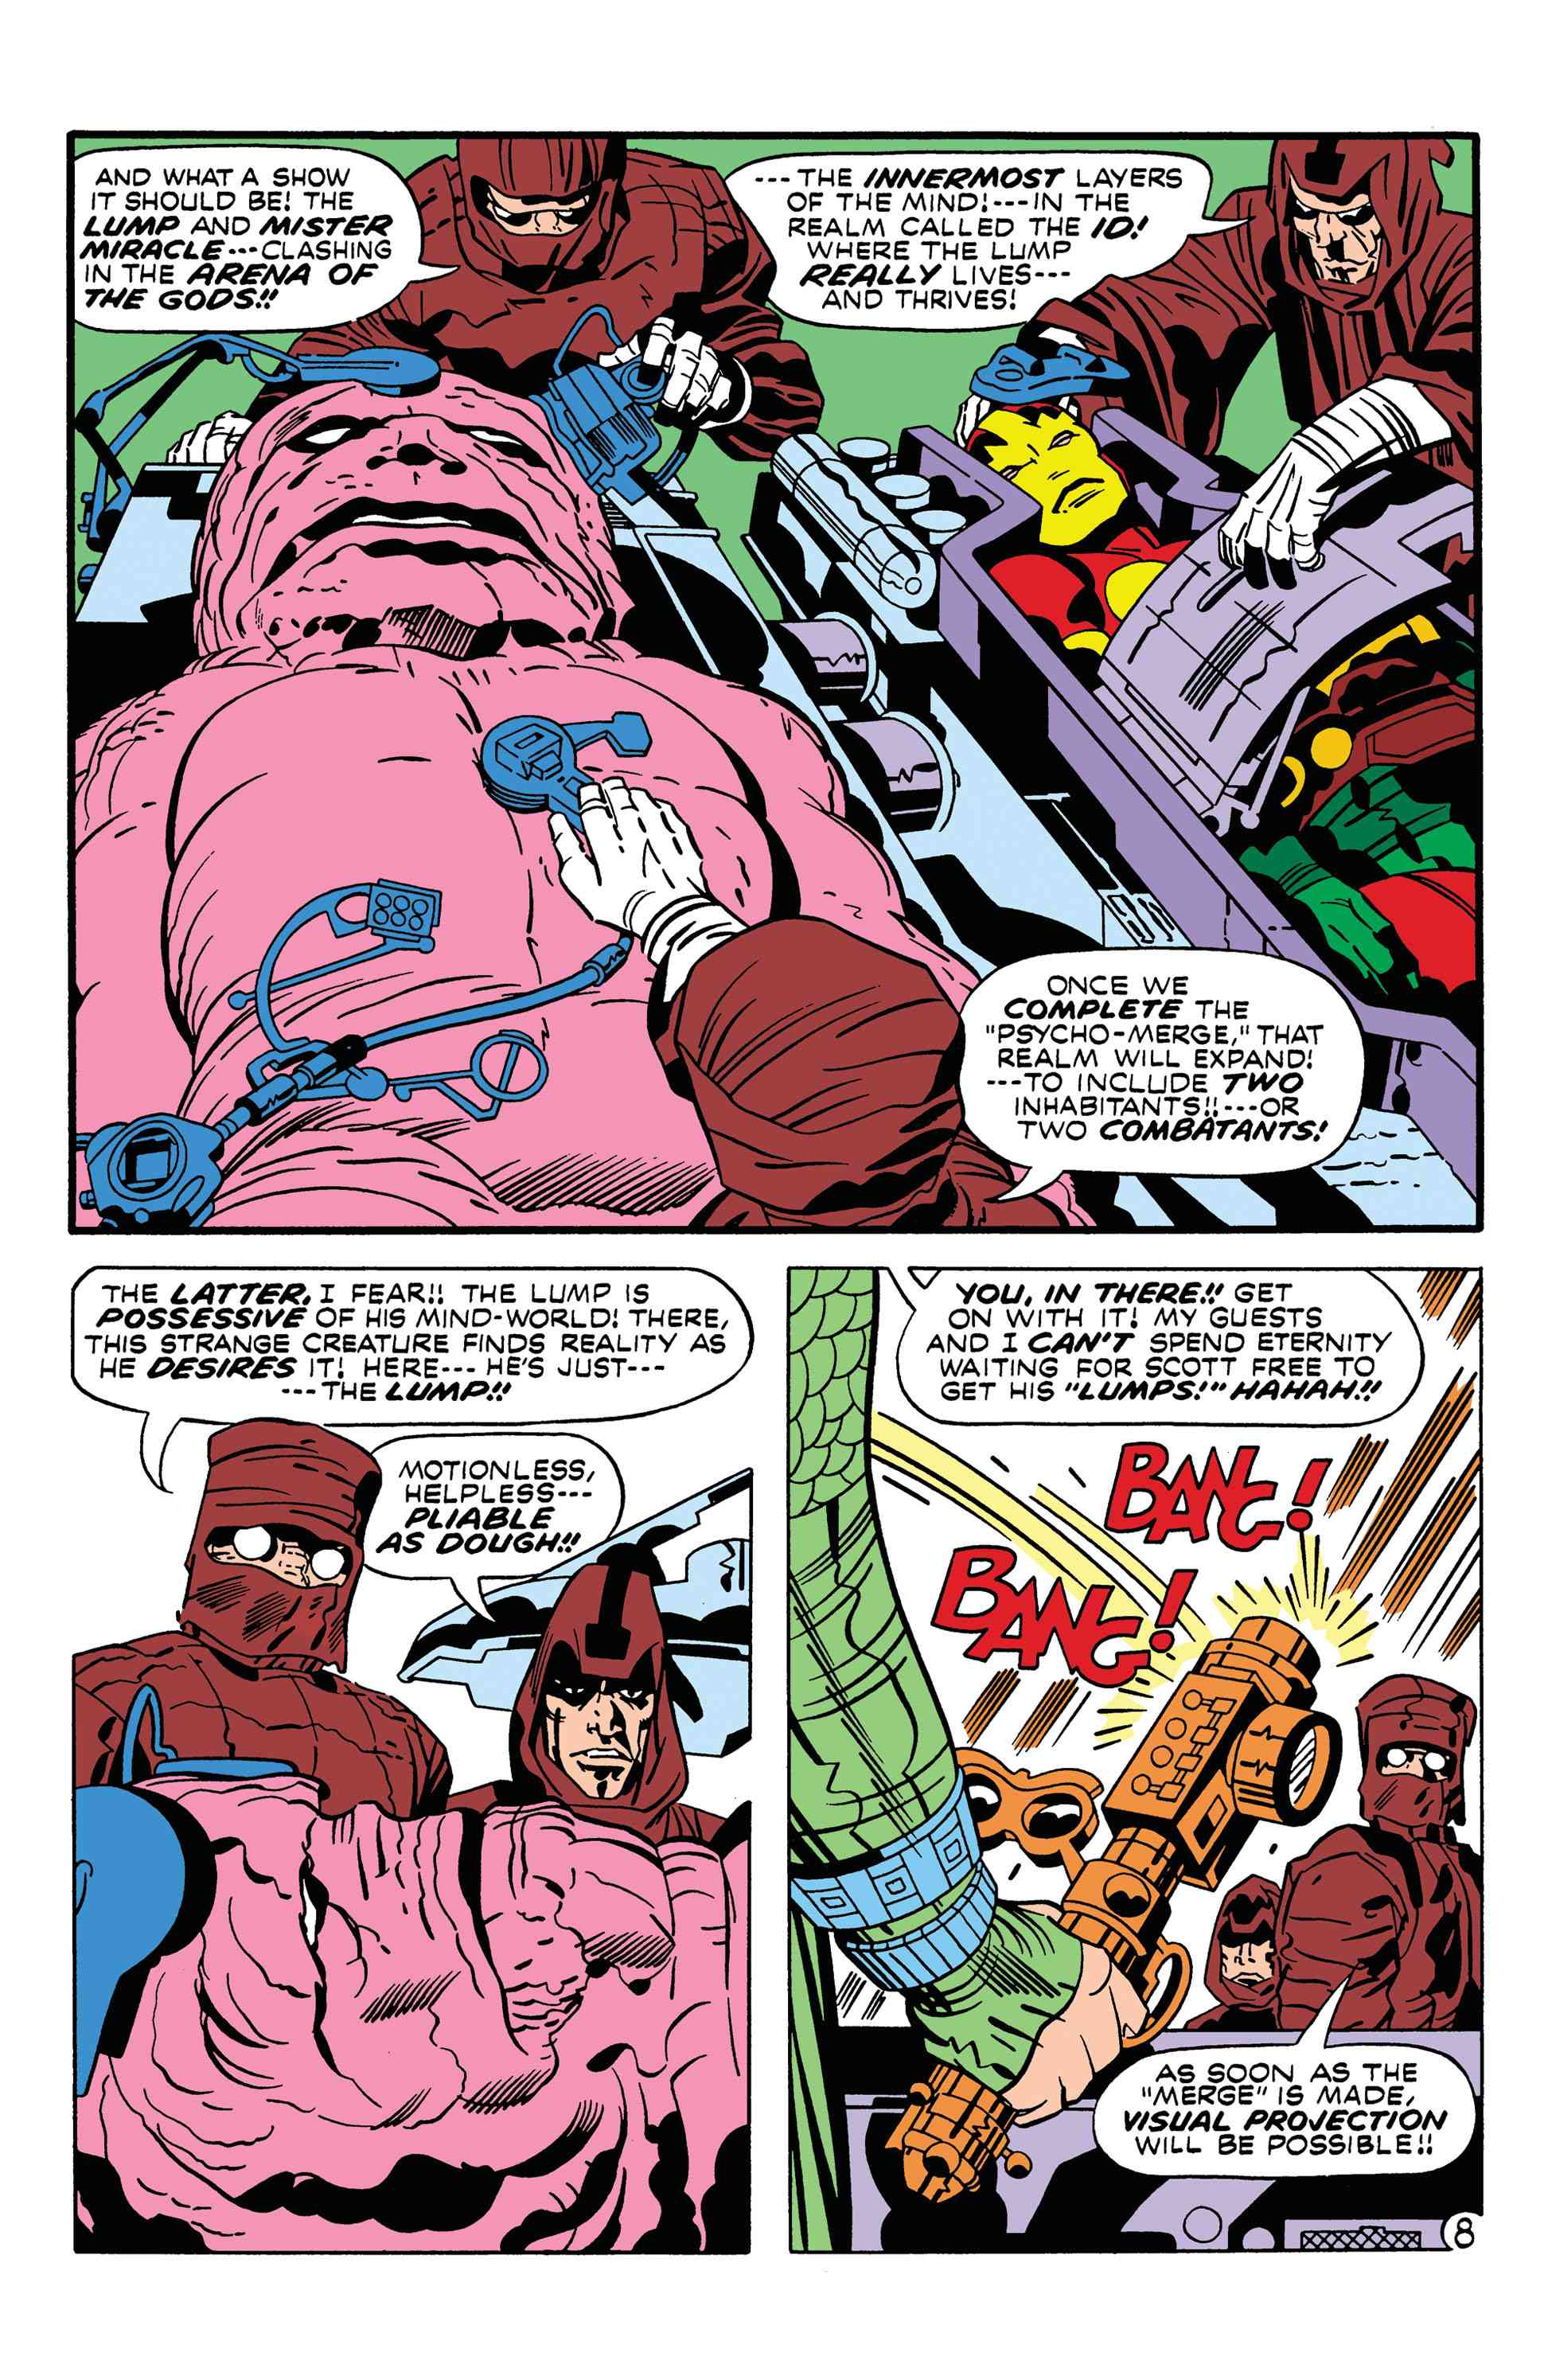 AND WHAT A SHOW
IT SHOULD BE! THE
LUMP AND MISTER
MIRACLE---CLASHING
IN THE ARENA OF
THE GODS!!
---THE INNERMOST LAYERS
OF THE MIND!---IN THE
REALM CALLED THE ID!
WHERE THE LUMP
REALLY LIVES---
AND THRIVES!
ONCE WE
COMPLETE THE
"PSYCHO-MERGE," THAT
REALM WILL EXPAND!
---TO INCLUDE TWO
INHABITANTS!!---OR
TWO COMBATANTS!
THE LATTER, I FEAR!! THE LUMP IS
POSSESSIVE OF HIS MIND-WORLD! THERE,
THIS STRANGE CREATURE FINDS REALITY AS
HE DESIRES IT! HERE--- HE'S JUST---
---THE LUMP!!
MOTIONLESS,
HELPLESS---
PLIABLE
AS DOUGH!!
YOU, IN THERE!! GET
ON WITH IT! MY GUESTS
AND I CAN'T SPEND ETERNITY
WAITING FOR SCOTT FREE TO
GET HIS "LUMPS!" HAHAH!!
BANG!
BANG!
AS SOON AS THE
"MERGE" IS MADE,
VISUAL PROJECTION
WILL BE POSSIBLE!!
8